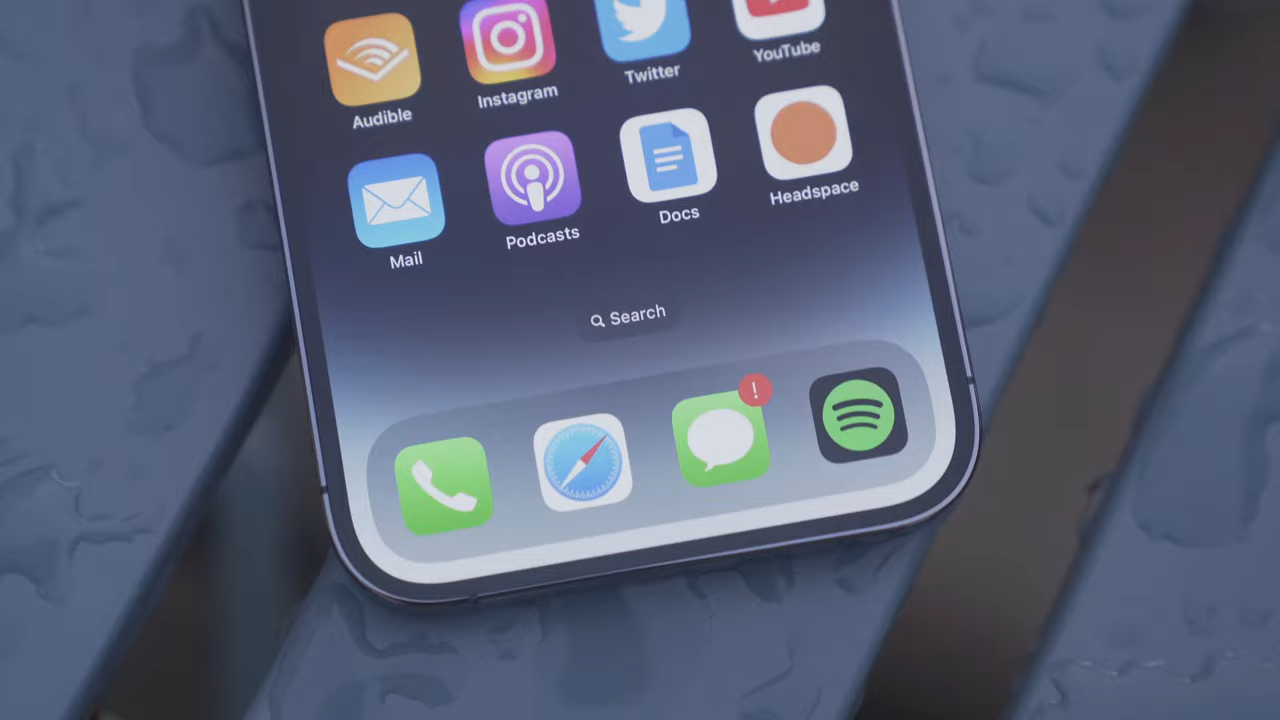 Audible
Instagram
Twitter
YouTube
Mail
Podcasts
Docs
Headspace
Search
!